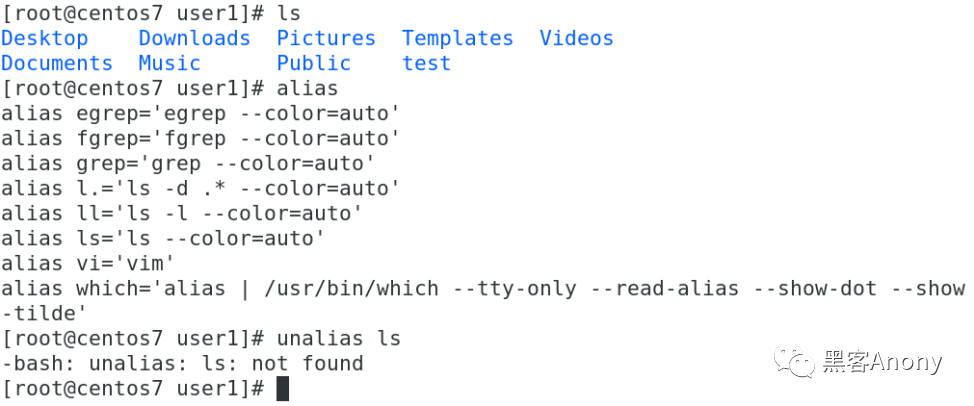 [root@centos7 user1]# ls
Desktop    Downloads  Pictures  Templates  Videos
Documents  Music      Public    test
[root@centos7 user1]# alias
alias egrep='egrep --color=auto'
alias fgrep='fgrep --color=auto'
alias grep='grep --color=auto'
alias l.='ls -d .* --color=auto'
alias ll='ls -l --color=auto'
alias ls='ls --color=auto'
alias vi='vim'
alias which='alias | /usr/bin/which --tty-only --read-alias --show-dot --show
-tilde'
[root@centos7 user1]# unalias ls
-bash: unalias: ls: not found
[root@centos7 user1]#
黑客Anony